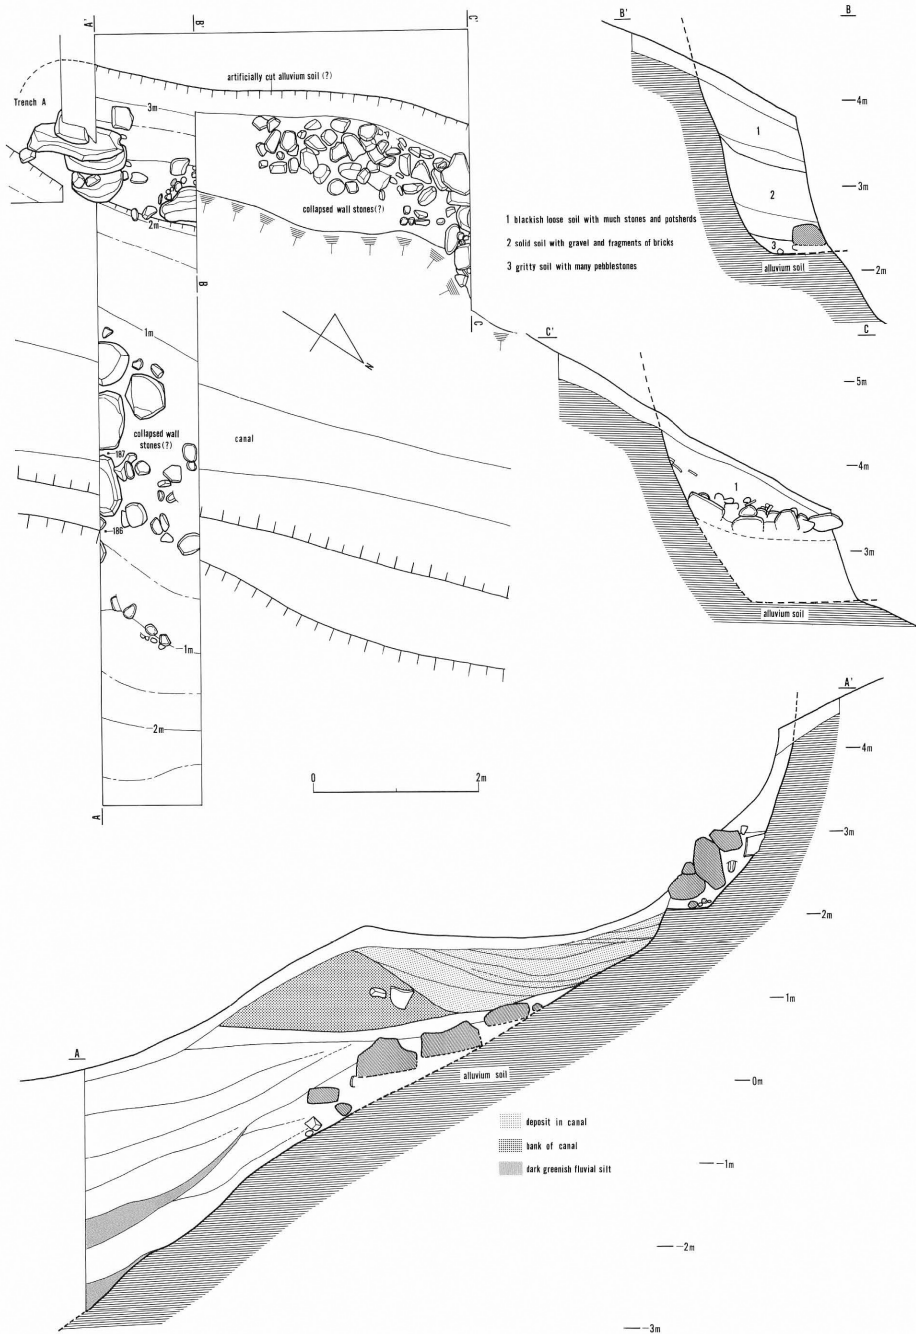 A'
B'
C'
artificially cut alluvium soil (?)
Trench A
3m
collapsed wall stones(?)
2m
B
C
1m
N
collapsed wall
stones(?)
187
canal
186
-1m
-2m
A
0 2m
B' B
4m
1
3m
2
3
alluvium soil
2m
1 blackish loose soil with much stones and potsherds
2 solid soil with gravel and fragments of bricks
3 gritty soil with many pebblestones
C' C
5m
4m
1
3m
alluvium soil
A'
4m
3m
2m
1m
A
0m
alluvium soil
deposit in canal
bank of canal
dark greenish fluvial silt
-1m
-2m
-3m